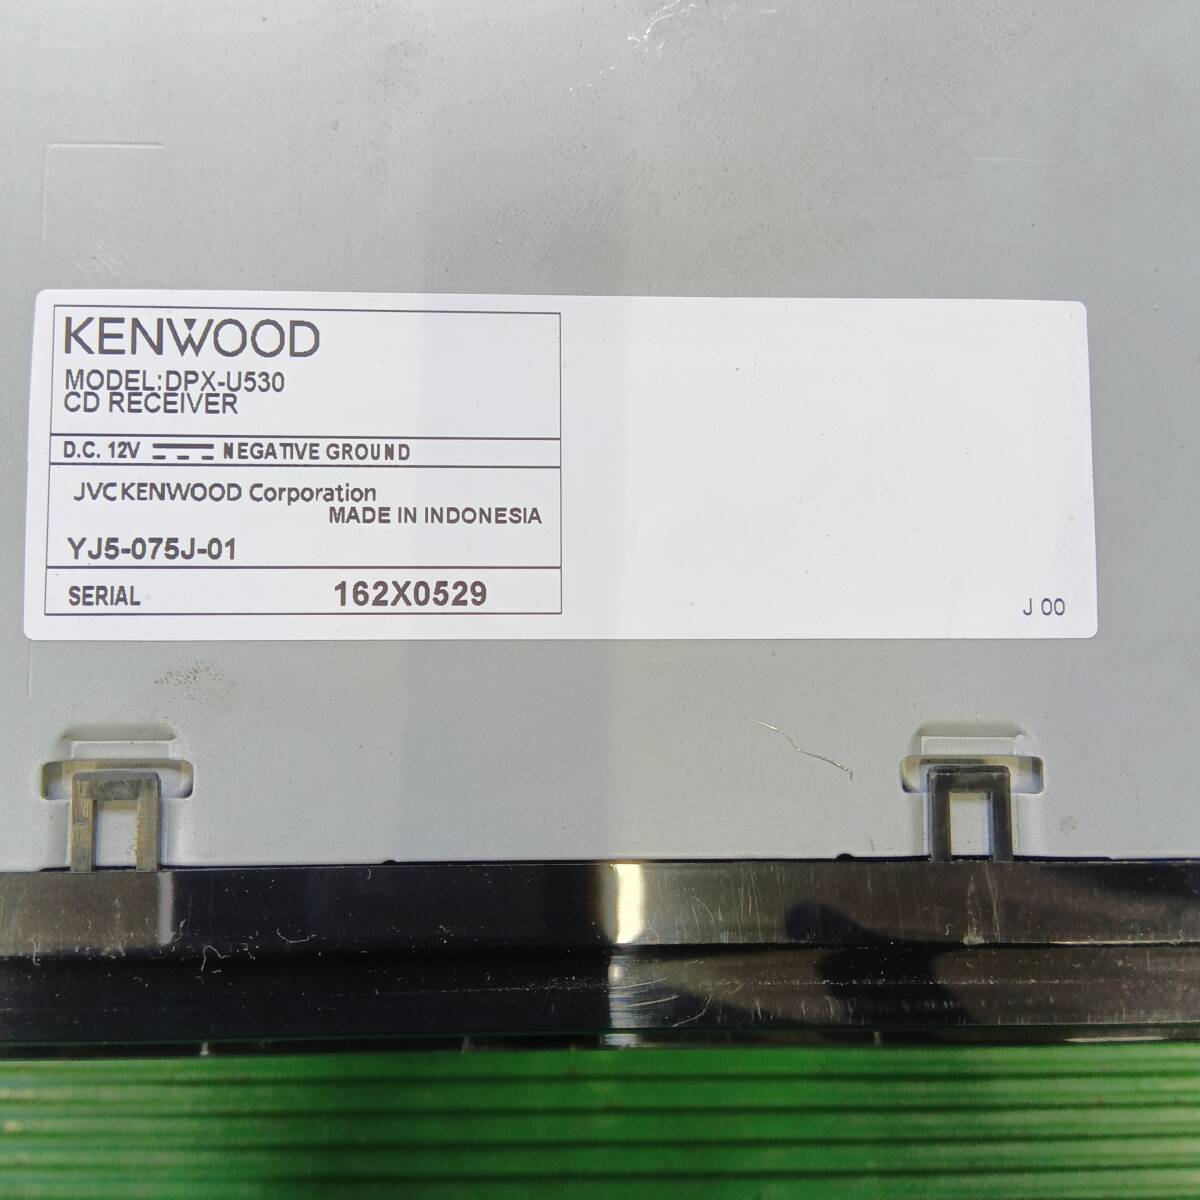 KENWOOD
MODEL:DPX-U530
CD RECEIVER
D.C. 12V NEGATIVE GROUND
JVCKENWOOD Corporation
MADE IN INDONESIA
YJ5-075J-01
SERIAL 162X0529
J 00